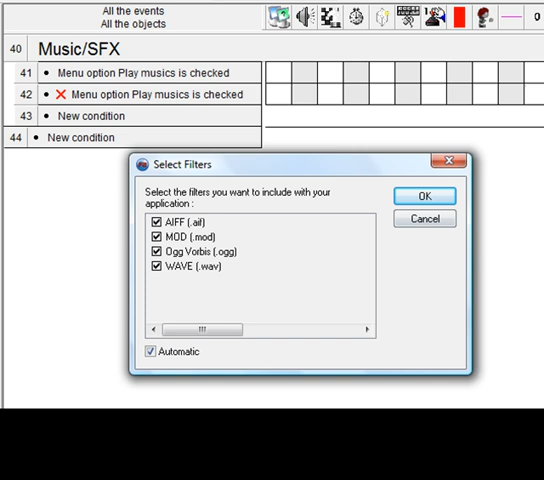 All the events
All the objects
0
40 Music/SFX
41 • Menu option Play musics is checked
42 • Menu option Play musics is checked
43 • New condition
44 • New condition
Select Filters
Select the filters you want to include with your
application :
OK
Cancel
AIFF (.aif)
MOD (.mod)
Ogg Vorbis (.ogg)
WAVE (.wav)
Automatic